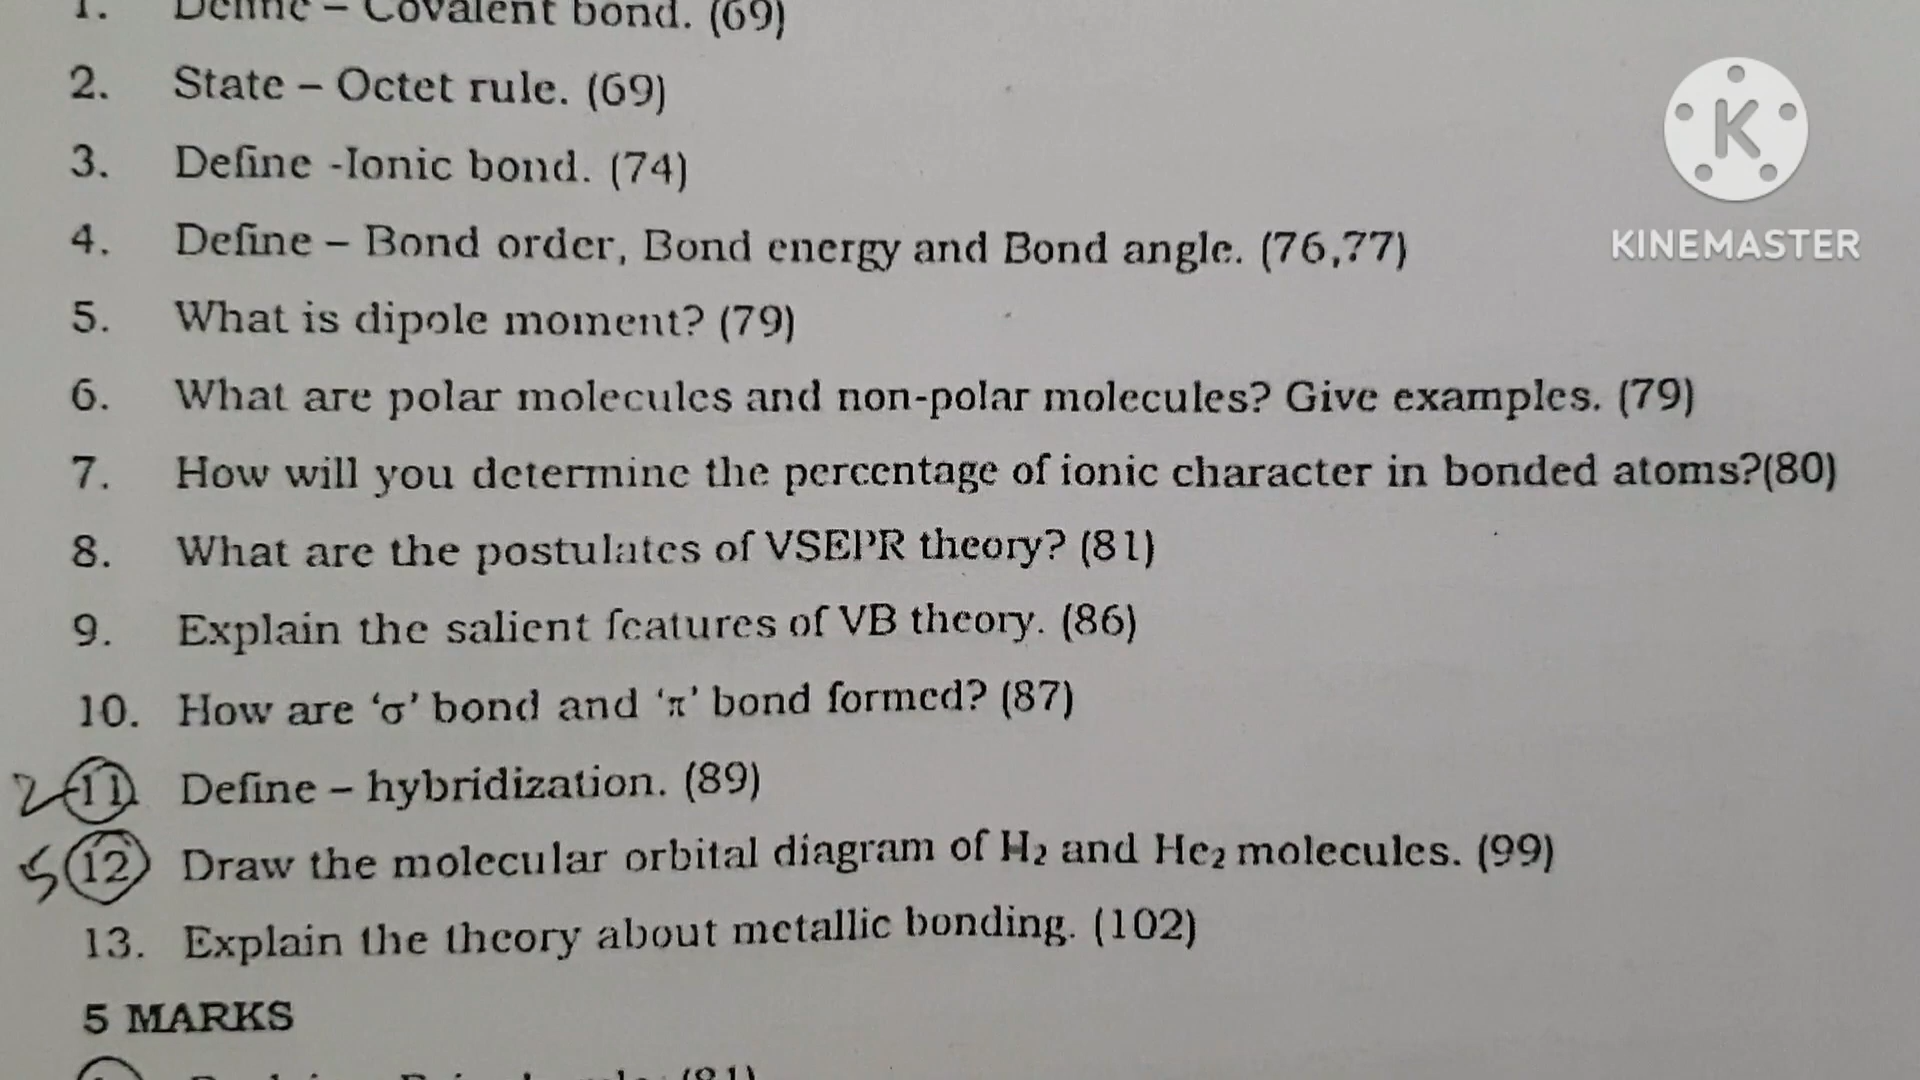 1. Define – Covalent bond. (69)
2. State – Octet rule. (69)
3. Define -Ionic bond. (74)
4. Define – Bond order, Bond energy and Bond angle. (76,77)
5. What is dipole moment? (79)
6. What are polar molecules and non-polar molecules? Give examples. (79)
7. How will you determine the percentage of ionic character in bonded atoms?(80)
8. What are the postulates of VSEPR theory? (81)
9. Explain the salient features of VB theory. (86)
10. How are ‘σ’ bond and ‘π’ bond formed? (87)
2 11 Define – hybridization. (89)
5 12 Draw the molecular orbital diagram of H₂ and He₂ molecules. (99)
13. Explain the theory about metallic bonding. (102)
5 MARKS
(81)
K
KINEMASTER